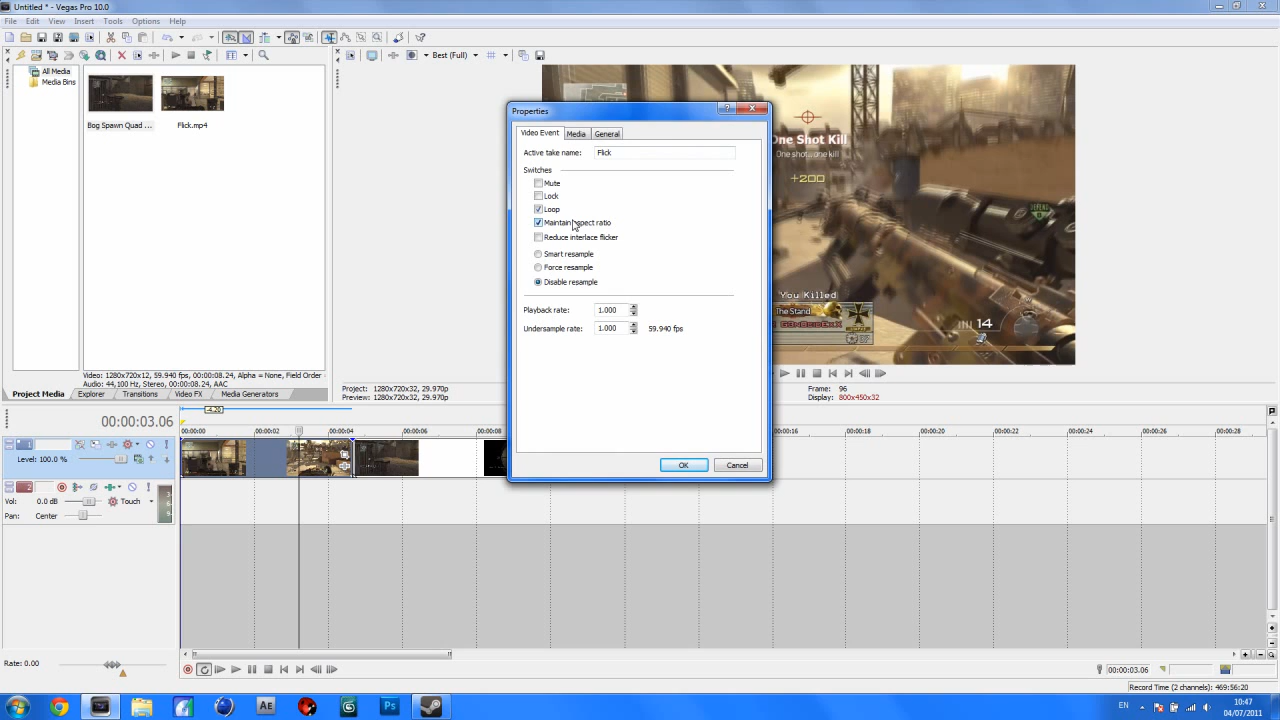 Untitled * - Vegas Pro 10.0
File Edit View Insert Tools Options Help
Best (Full)
All Media
Media Bins
Bog Spawn Quad ...
Flick.mp4
Video: 1280x720x12, 59.940 fps, 00:00:08.24, Alpha = None, Field Order
Audio: 44,100 Hz, Stereo, 00:00:08.24, AAC
Project Media Explorer Transitions Video FX Media Generators
Properties
Video Event Media General
Active take name: Flick
Switches
Mute
Lock
Loop
Maintain aspect ratio
Reduce interlace flicker
Smart resample
Force resample
Disable resample
Playback rate: 1.000
Undersample rate: 1.000 59.940 fps
OK Cancel
One Shot Kill
One shot...one kill
+200
DEFEND
You Killed
The Stand
14
Project: 1280x720x32, 29.970p
Preview: 1280x720x32, 29.970p
Frame: 96
Display: 800x450x32
00:00:03.06
-4.20
00:00:00 00:00:02 00:00:04 00:00:06 00:00:08 00:00:16 00:00:18 00:00:20 00:00:22 00:00:24 00:00:26 00:00:28
1
Level: 100.0 %
2
Vol: 0.0 dB Touch
Pan: Center
Rate: 0.00
00:00:03.06
Record Time (2 channels): 469:56:20
Ae
Ps
EN
10:47
04/07/2011